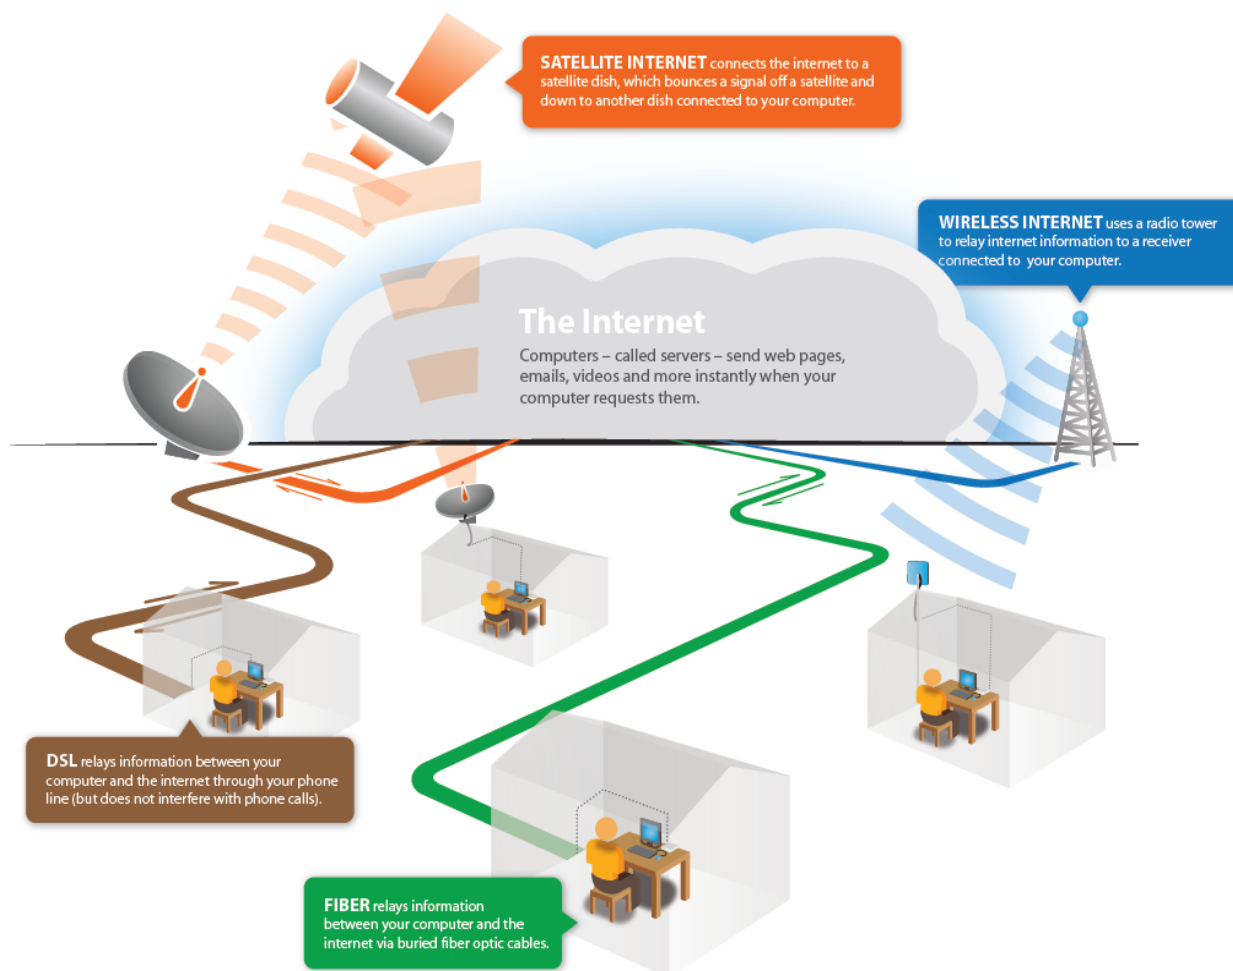 SATELLITE INTERNET connects the internet to a
satellite dish, which bounces a signal off a satellite and
down to another dish connected to your computer.
WIRELESS INTERNET uses a radio tower
to relay internet information to a receiver
connected to your computer.
The Internet
Computers – called servers – send web pages,
emails, videos and more instantly when your
computer requests them.
DSL relays information between your
computer and the internet through your phone
line (but does not interfere with phone calls).
FIBER relays information
between your computer and the
internet via buried fiber optic cables.